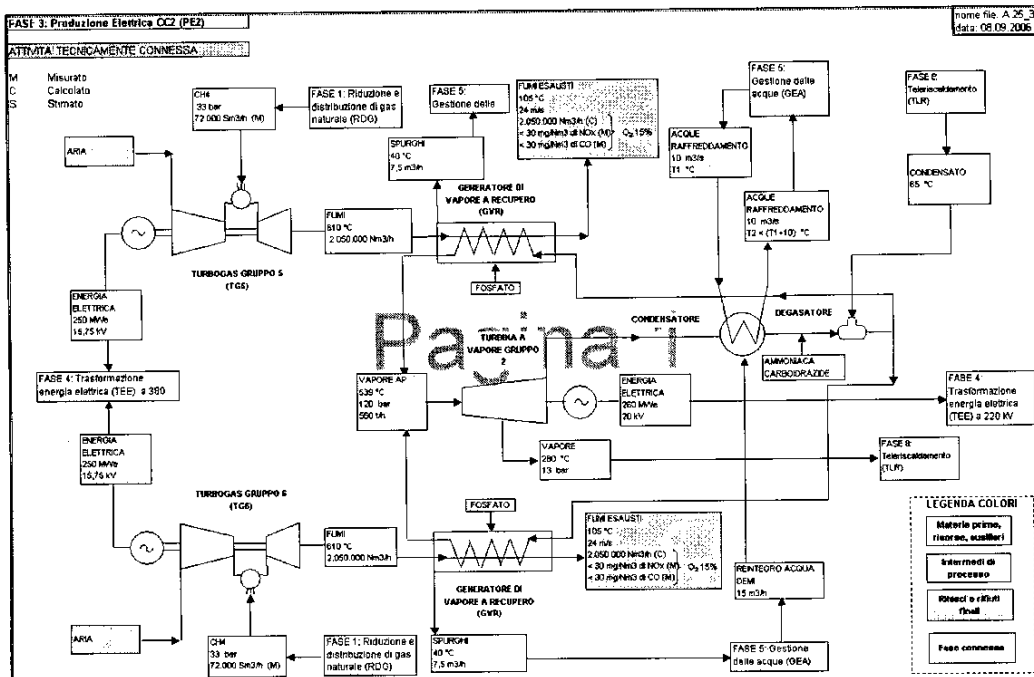 FASE 3: Produzione Elettrica CC2 (PE2)
nome file. A.25_3
data: 08.09.2006
ATTIVITA' TECNICAMENTE CONNESSA
M Misurato
C Calcolato
S Stimato
CH4
33 bar
72.000 Sm3/h (M)
FASE 1: Riduzione e
distribuzione di gas
naturale (RDG)
FASE 5:
Gestione delle
FUMI ESAUSTI
105 °C
24 m/s
2.050.000 Nm3/h (C)
< 30 mg/Nm3 di NOx (M)
< 30 mg/Nm3 di CO (M)
O2 15%
FASE 5:
Gestione delle
acque (GEA)
Teleriscaldamento
(TLR)
ARIA
SPURGHI
40 °C
7,5 m3/h
ACQUE
RAFFREDDAMENTO
10 m3/s
T1 °C
CONDENSATO
65 °C
GENERATORE DI
VAPORE A RECUPERO
(GVR)
ACQUE
RAFFREDDAMENTO
10 m3/s
T2 < (T1+10) °C
FUMI
610 °C
2.050.000 Nm3/h
TURBOGAS GRUPPO 5
(TG5)
FOSFATO
ENERGIA
ELETTRICA
250 MWe
15,75 kV
CONDENSATORE
DEGASATORE
Pagina 1
TURBINA A
VAPORE GRUPPO
2
AMMONIACA
CARBOIDRAZIDE
FASE 4: Trasformazione
energia elettrica (TEE) a 380
VAPORE AP
539 °C
120 bar
560 t/h
ENERGIA
ELETTRICA
260 MWe
20 kV
FASE 4:
Trasformazione
energia elettrica
(TEE) a 220 kV
ENERGIA
ELETTRICA
250 MWe
15,75 kV
VAPORE
280 °C
13 bar
FASE 8:
Teleriscaldamento
(TLR)
TURBOGAS GRUPPO 6
(TG6)
FOSFATO
FUMI
610 °C
2.050.000 Nm3/h
FUMI ESAUSTI
105 °C
24 m/s
2.050.000 Nm3/h (C)
< 30 mg/Nm3 di NOx (M)
< 30 mg/Nm3 di CO (M)
O2 15%
GENERATORE DI
VAPORE A RECUPERO
(GVR)
REINTEGRO ACQUA
DEMI
15 m3/h
ARIA
CH4
33 bar
72.000 Sm3/h (M)
FASE 1: Riduzione e
distribuzione di gas
naturale (RDG)
SPURGHI
40 °C
7,5 m3/h
FASE 5: Gestione
delle acque (GEA)
LEGENDA COLORI
Materie prime,
risorse, ausiliari
Intermedi di
processo
Rilasci e rifiuti
finali
Fase connessa